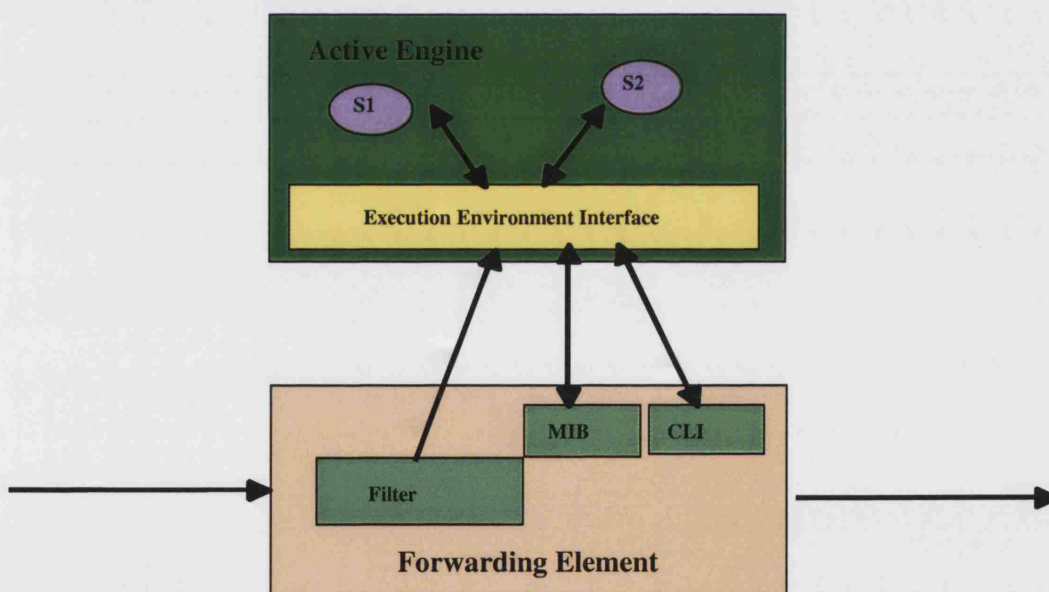 Active Engine
S1
S2
Execution Environment Interface
MIB
CLI
Filter
Forwarding Element